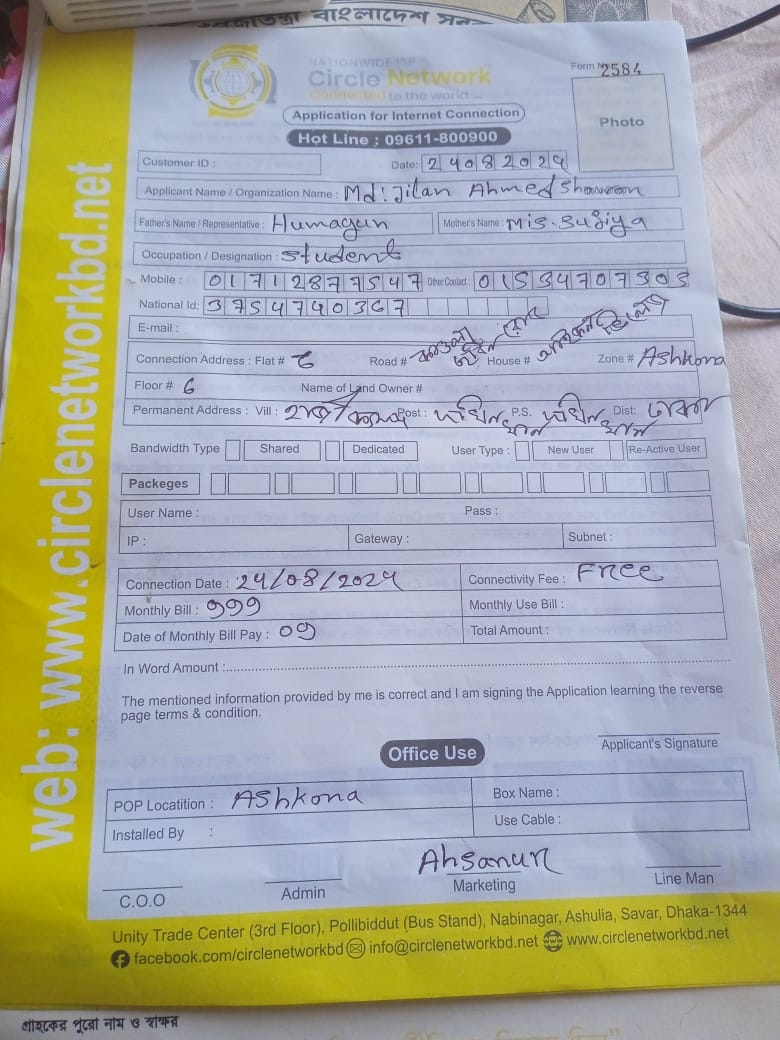 বাংলাদেশ
NATIONWIDE ISP
Circle Network
Connected to the world
Form № 2584
Application for Internet Connection
Photo
Hot Line : 09611-800900
Customer ID :
Date: 24082024
Applicant Name / Organization Name : Md: Jilan Ahmed Showron
Father's Name / Representative : Humayun Mother's Name : Mis. Sufiya
Occupation / Designation : Student
Mobile : 01712877547 Other Contact : 01534707303
National Id: 3754740367
E-mail :
Connection Address : Flat # Road # House # Zone # Ashkona
Floor # 6 Name of Land Owner #
Permanent Address : Vill : Post : P.S. Dist: ঢাকা
Bandwidth Type Shared Dedicated User Type : New User Re-Active User
Packeges
User Name : Pass :
IP : Gateway : Subnet :
Connection Date : 24/08/2024 Connectivity Fee : Free
Monthly Bill : 999 Monthly Use Bill :
Date of Monthly Bill Pay : 09 Total Amount :
In Word Amount :
The mentioned information provided by me is correct and I am signing the Application learning the reverse
page terms & condition.
Applicant's Signature
Office Use
POP Locatition : Ashkona Box Name :
Installed By : Use Cable :
Ahsanur
C.O.O Admin Marketing Line Man
Unity Trade Center (3rd Floor), Pollibiddut (Bus Stand), Nabinagar, Ashulia, Savar, Dhaka-1344
facebook.com/circlenetworkbd info@circlenetworkbd.net www.circlenetworkbd.net
web: www.circlenetworkbd.net
গ্রাহকের পুরো নাম ও স্বাক্ষর